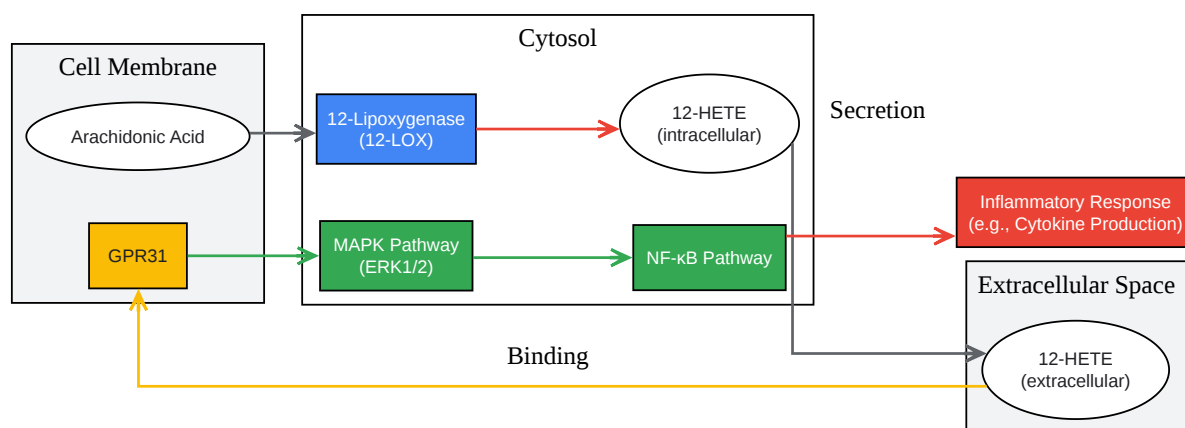 Cytosol
Cell Membrane
Arachidonic Acid
12-Lipoxygenase
(12-LOX)
12-HETE
(intracellular)
Secretion
GPR31
MAPK Pathway
(ERK1/2)
NF-κB Pathway
Inflammatory Response
(e.g., Cytokine Production)
Extracellular Space
12-HETE
(extracellular)
Binding